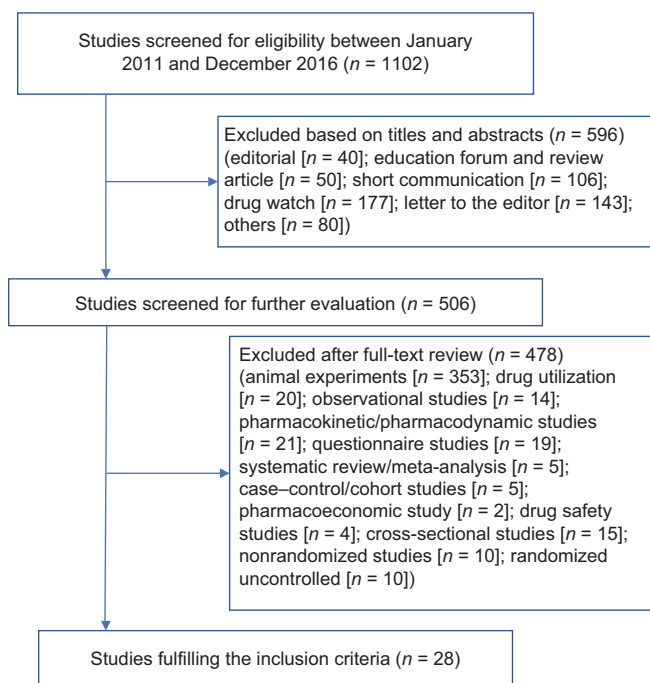 Studies screened for eligibility between January
2011 and December 2016 (n = 1102)
Excluded based on titles and abstracts (n = 596)
(editorial [n = 40]; education forum and review
article [n = 50]; short communication [n = 106];
drug watch [n = 177]; letter to the editor [n = 143];
others [n = 80])
Studies screened for further evaluation (n = 506)
Excluded after full-text review (n = 478)
(animal experiments [n = 353]; drug utilization
[n = 20]; observational studies [n = 14];
pharmacokinetic/pharmacodynamic studies
[n = 21]; questionnaire studies [n = 19];
systematic review/meta-analysis [n = 5];
case–control/cohort studies [n = 5];
pharmacoeconomic study [n = 2]; drug safety
studies [n = 4]; cross-sectional studies [n = 15];
nonrandomized studies [n = 10]; randomized
uncontrolled [n = 10])
Studies fulfilling the inclusion criteria (n = 28)